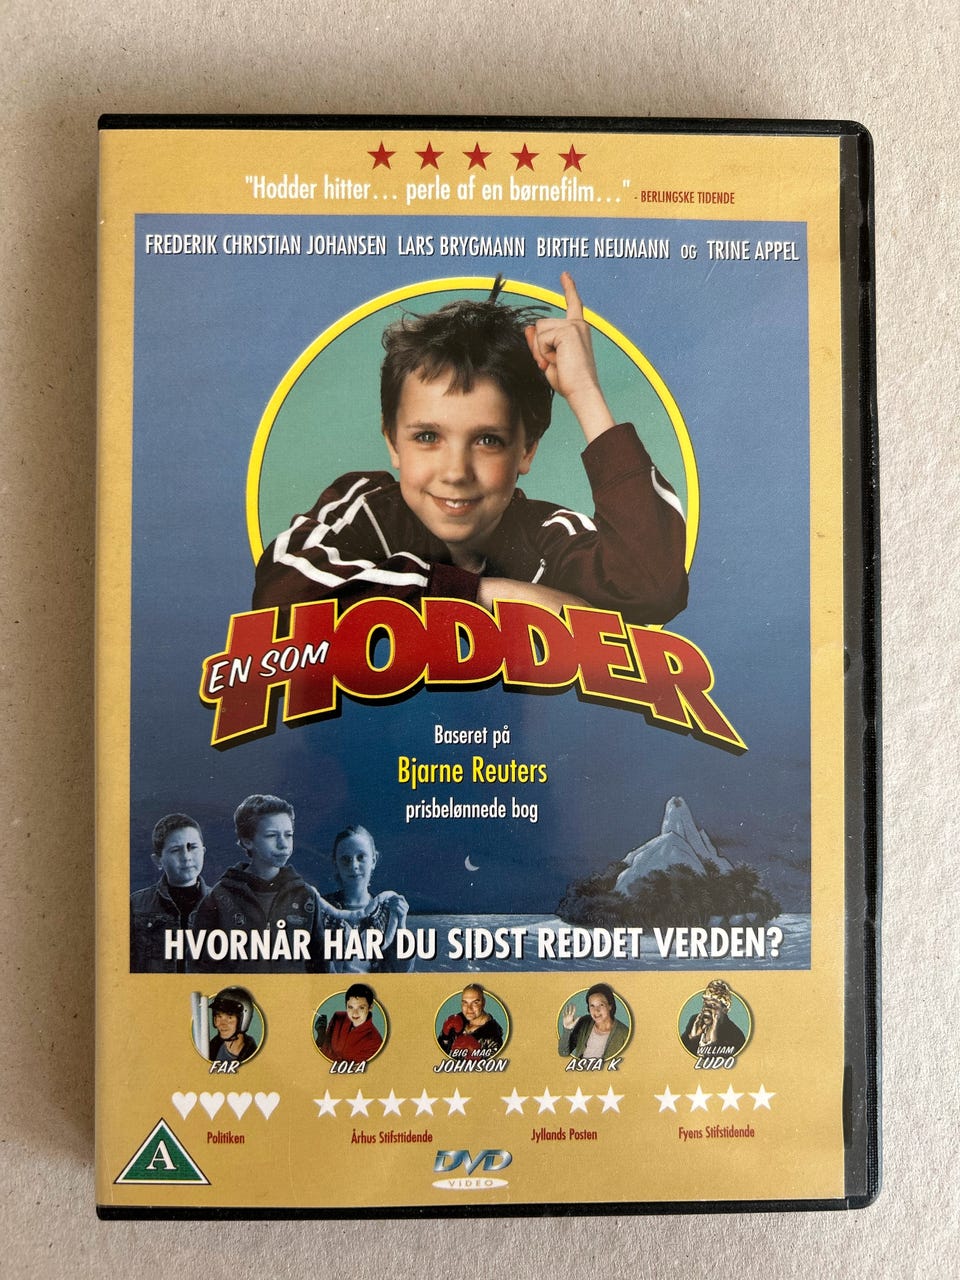 "Hodder hitter... perle af en børnefilm..." - BERLINGSKE TIDENDE
FREDERIK CHRISTIAN JOHANSEN LARS BRYGMANN BIRTHE NEUMANN OG TRINE APPEL
EN SOM HODDER
Baseret på
Bjarne Reuters
prisbelønnede bog
HVORNÅR HAR DU SIDST REDDET VERDEN?
FAR
LOLA
"BIG MAC"
JOHNSON
ASTA K
WILLIAM
LUDO
Politiken
Århus Stifsttidende
Jyllands Posten
Fyens Stifstidende
A
DVD
VIDEO